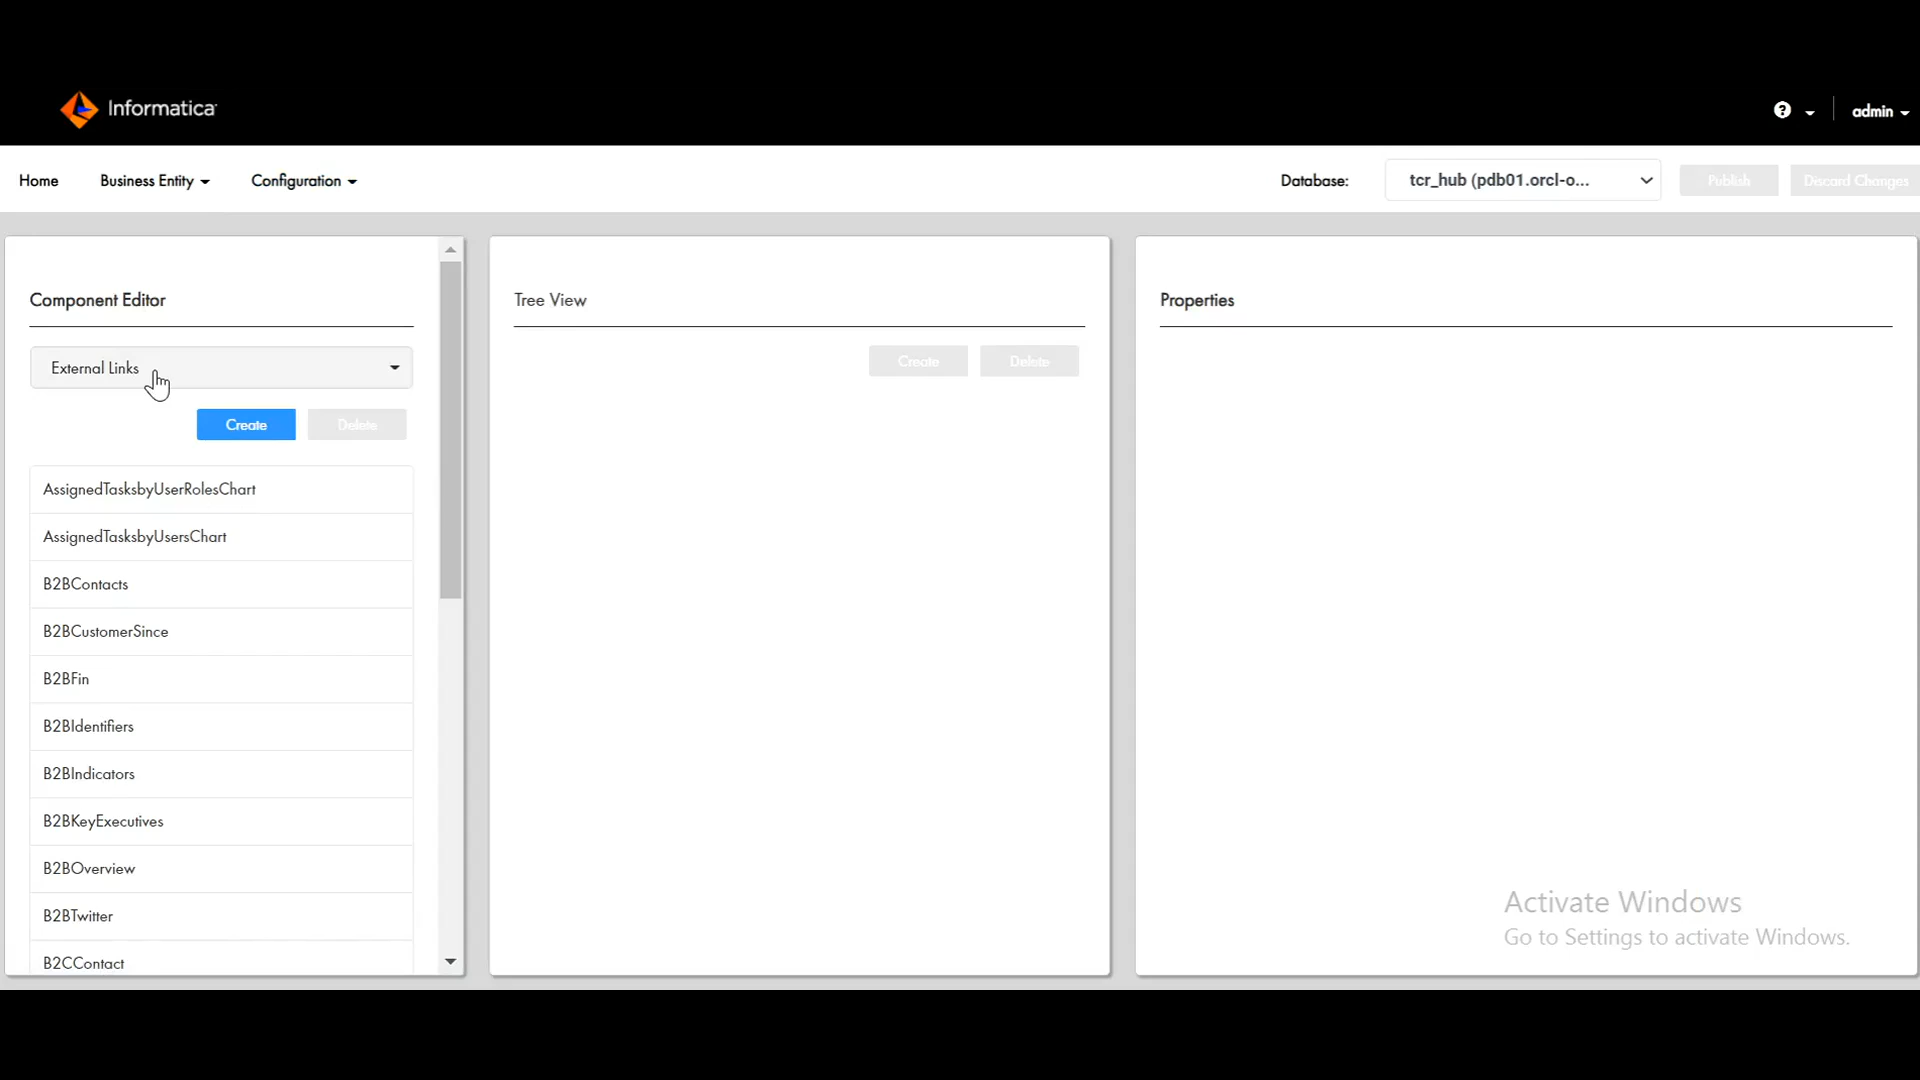 Informatica
admin
Home
Business Entity
Configuration
Database:
tcr_hub (pdb01.orcl-o...
Publish
Discard Changes
Component Editor
External Links
Create
Delete
AssignedTasksbyUserRolesChart
AssignedTasksbyUsersChart
B2BContacts
B2BCustomerSince
B2BFin
B2BIdentifiers
B2BIndicators
B2BKeyExecutives
B2BOverview
B2BTwitter
B2CContact
Tree View
Create
Delete
Properties
Activate Windows
Go to Settings to activate Windows.